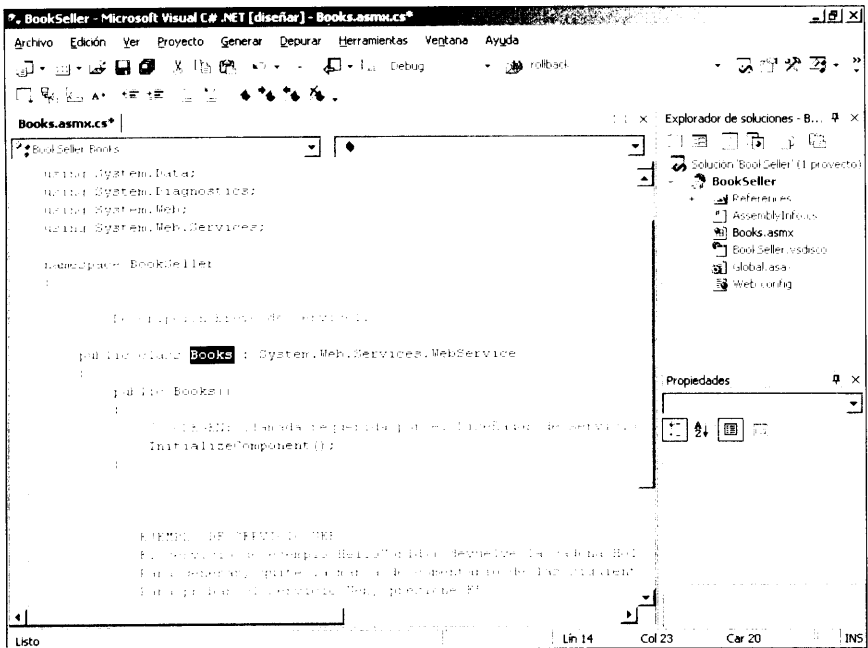 BookSeller - Microsoft Visual C# .NET [diseñar] - Books.asmx.cs*
Archivo Edición Ver Proyecto Generar Depurar Herramientas Ventana Ayuda
Debug rollback
Books.asmx.cs*
BookSeller.Books
using System.Data;
using System.Diagnostics;
using System.Web;
using System.Web.Services;
namespace BookSeller
{
public class Books : System.Web.Services.WebService
{
public Books()
{
InitializeComponent();
}
EJEMPLO DE SERVICIO WEB
Explorador de soluciones - B...
Solución 'BookSeller' (1 proyecto)
BookSeller
References
AssemblyInfo.cs
Books.asmx
BookSeller.vsdisco
Global.asax
Web.config
Propiedades
Listo Lín 14 Col 23 Car 20 INS